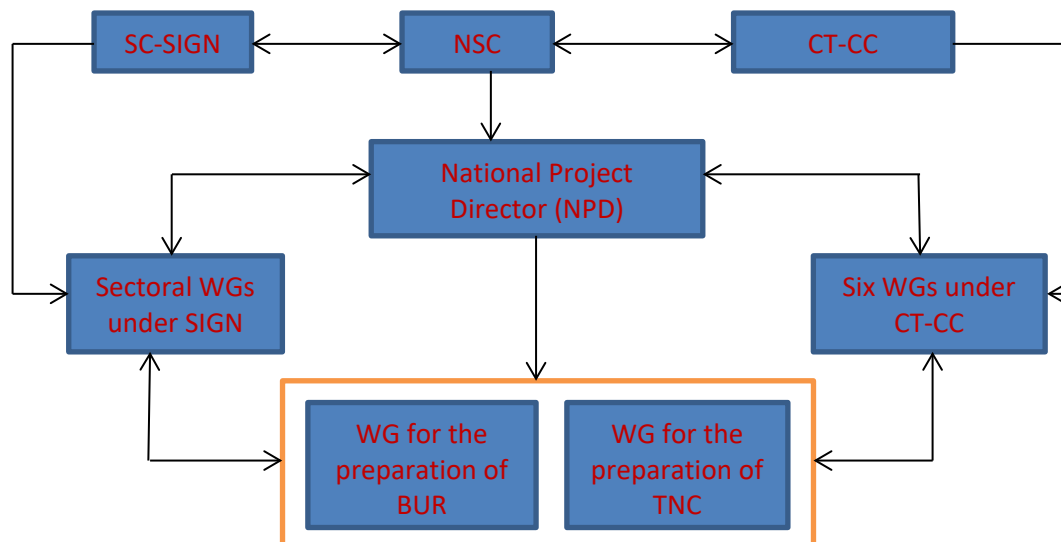 SC-SIGN
NSC
CT-CC
National Project
Director (NPD)
Sectoral WGs
under SIGN
Six WGs under
CT-CC
WG for the
preparation of
BUR
WG for the
preparation of
TNC